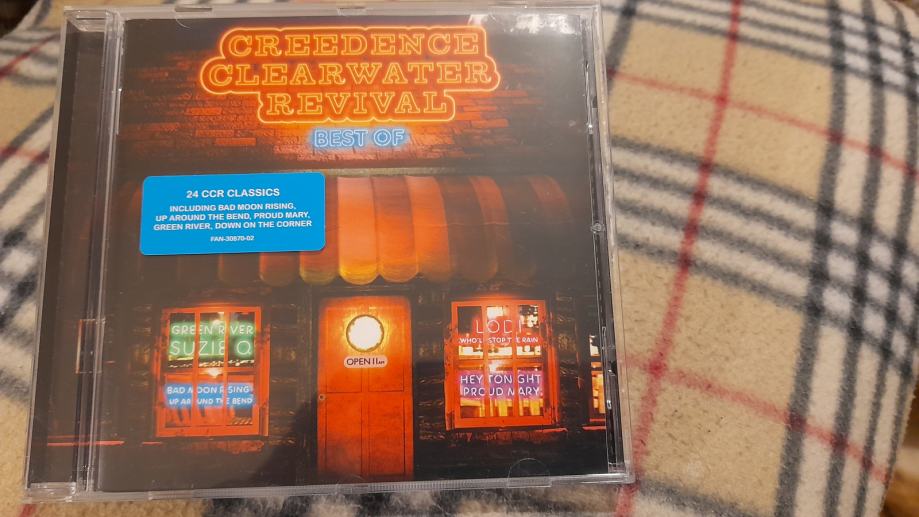 CREEDENCE
CLEARWATER
REVIVAL
BEST OF
24 CCR CLASSICS
INCLUDING BAD MOON RISING,
UP AROUND THE BEND, PROUD MARY,
GREEN RIVER, DOWN ON THE CORNER
FAN-30870-02
GREEN RIVER
SUZIE Q
BAD MOON RISING
UP AROUND THE BEND
OPEN 11 AM
LODI
WHO'LL STOP THE RAIN
HEY TONIGHT
PROUD MARY